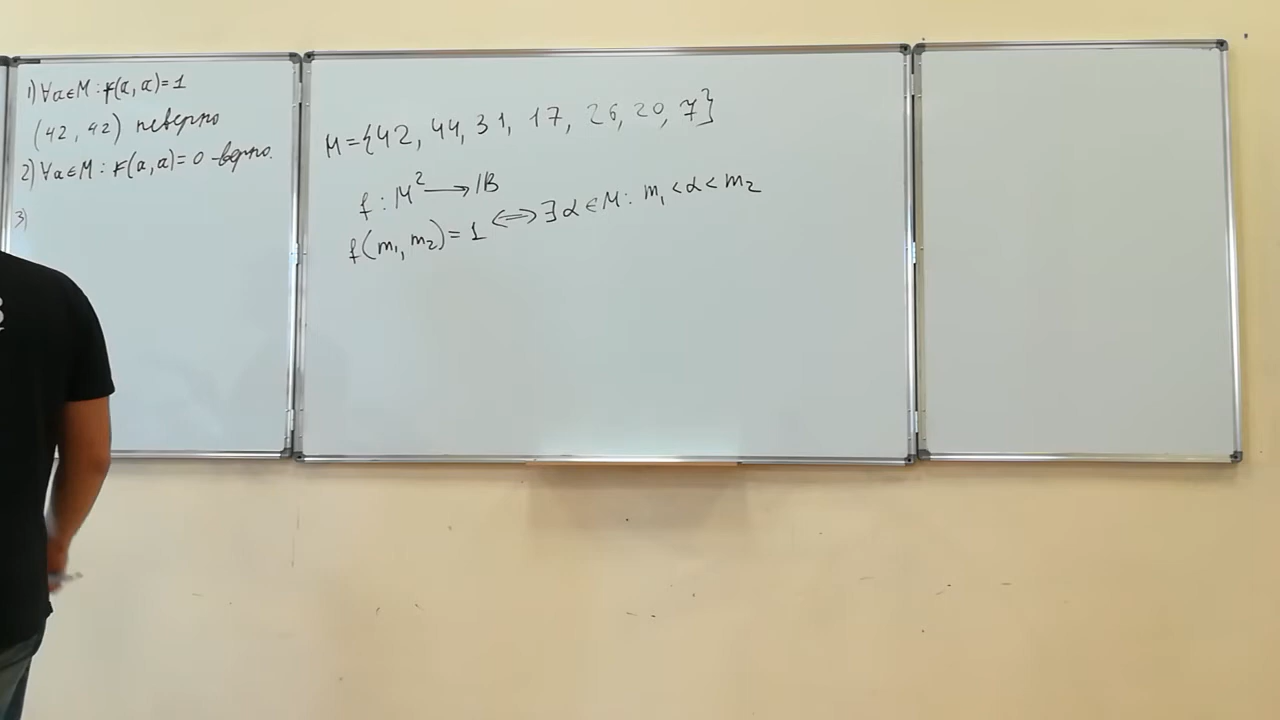 1) ∀a∈M: f(a, a)=1
(42, 42) неверно
2) ∀a∈M: f(a, a)=0 - верно.
3)
M={42, 44, 31, 17, 26, 20, 7}
f: M² → B
f(m₁, m₂)=1 ⟺ ∃α∈M: m₁<α<m₂